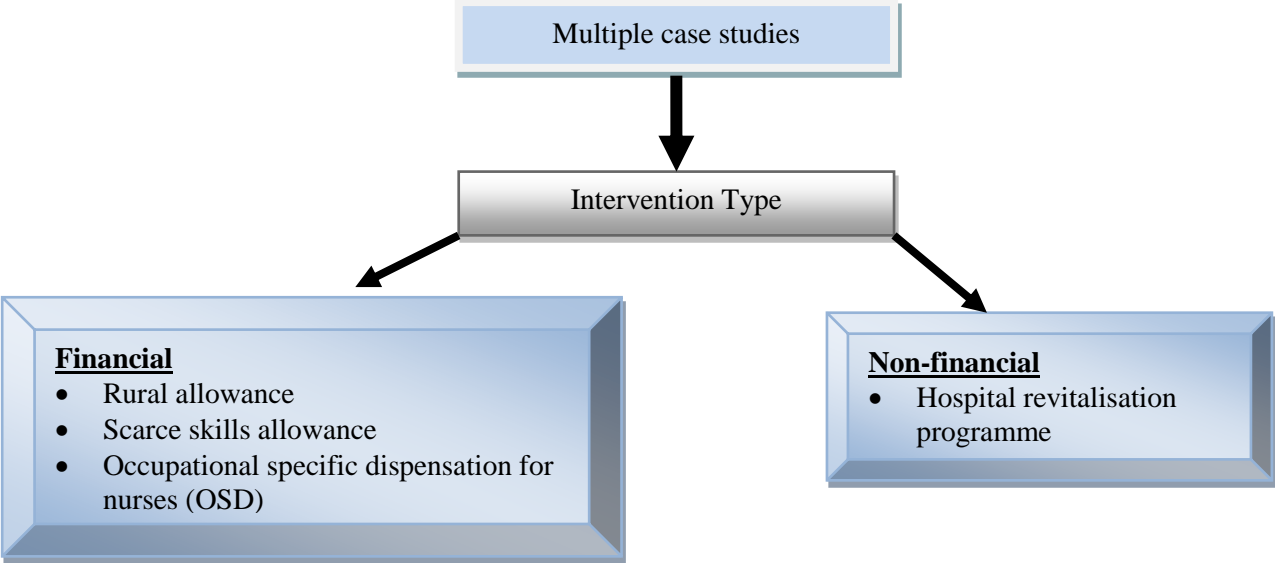 Multiple case studies
Intervention Type
Financial
• Rural allowance
• Scarce skills allowance
• Occupational specific dispensation for
nurses (OSD)
Non-financial
• Hospital revitalisation
programme